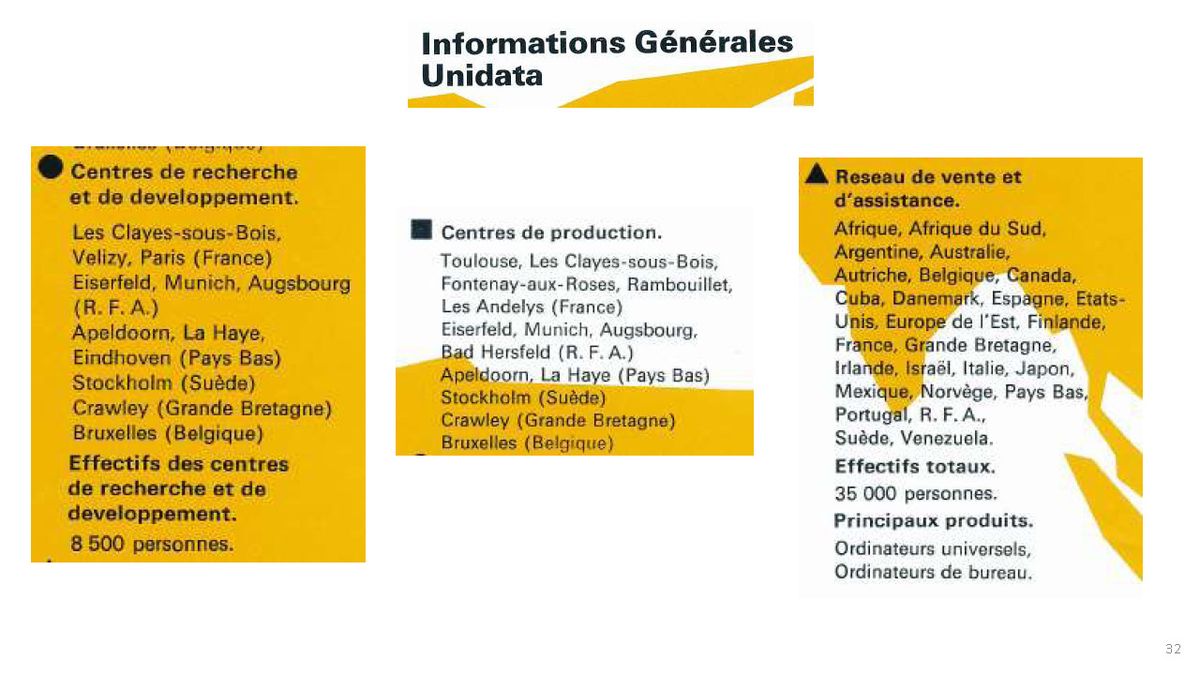 Informations Générales
Unidata
Bruxelles (Belgique)
Centres de recherche
et de developpement.
Les Clayes-sous-Bois,
Velizy, Paris (France)
Eiserfeld, Munich, Augsbourg
(R. F. A.)
Apeldoorn, La Haye,
Eindhoven (Pays Bas)
Stockholm (Suède)
Crawley (Grande Bretagne)
Bruxelles (Belgique)
Effectifs des centres
de recherche et de
developpement.
8 500 personnes.
Centres de production.
Toulouse, Les Clayes-sous-Bois,
Fontenay-aux-Roses, Rambouillet,
Les Andelys (France)
Eiserfeld, Munich, Augsbourg,
Bad Hersfeld (R. F. A.)
Apeldoorn, La Haye (Pays Bas)
Stockholm (Suède)
Crawley (Grande Bretagne)
Bruxelles (Belgique)
Reseau de vente et
d'assistance.
Afrique, Afrique du Sud,
Argentine, Australie,
Autriche, Belgique, Canada,
Cuba, Danemark, Espagne, Etats-
Unis, Europe de l'Est, Finlande,
France, Grande Bretagne,
Irlande, Israël, Italie, Japon,
Mexique, Norvège, Pays Bas,
Portugal, R. F. A.,
Suède, Venezuela.
Effectifs totaux.
35 000 personnes.
Principaux produits.
Ordinateurs universels,
Ordinateurs de bureau.
32